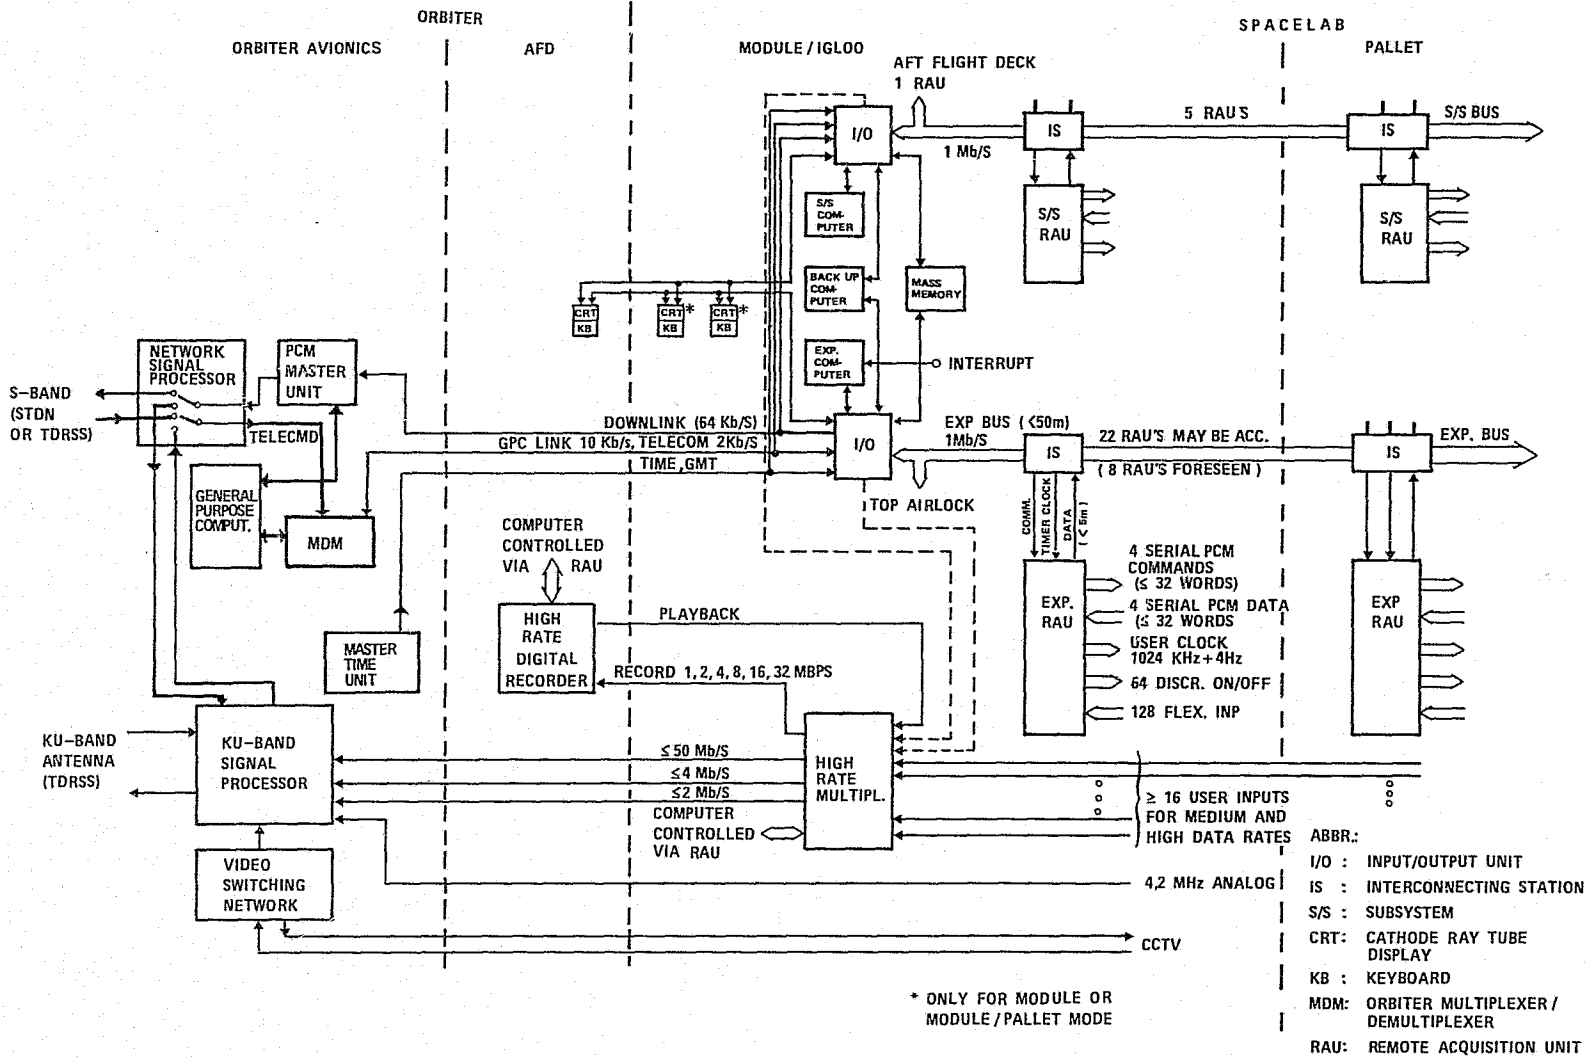 ORBITER
SPACELAB
ORBITER AVIONICS
AFD
MODULE/IGLOO
PALLET
AFT FLIGHT DECK
1 RAU
I/O
1 Mb/S
IS
5 RAU'S
IS
S/S BUS
S/S
COM-
PUTER
S/S
RAU
S/S
RAU
BACK UP
COM-
PUTER
MASS
MEMORY
CRT
KB
CRT
KB
*
CRT
KB
*
EXP.
COM-
PUTER
INTERRUPT
NETWORK
SIGNAL
PROCESSOR
PCM
MASTER
UNIT
S-BAND
(STDN
OR TDRSS)
TELECMD
DOWNLINK (64 Kb/S)
GPC LINK 10 Kb/s, TELECOM 2Kb/S
TIME, GMT
I/O
EXP BUS (<50m)
1Mb/S
IS
22 RAU'S MAY BE ACC.
(8 RAU'S FORESEEN)
IS
EXP. BUS
TOP AIRLOCK
COMM.
TIMER CLOCK
DATA
(< 5m)
GENERAL
PURPOSE
COMPUT.
MDM
COMPUTER
CONTROLLED
VIA RAU
HIGH
RATE
DIGITAL
RECORDER
PLAYBACK
RECORD 1, 2, 4, 8, 16, 32 MBPS
MASTER
TIME
UNIT
EXP.
RAU
4 SERIAL PCM
COMMANDS
(≤ 32 WORDS)
4 SERIAL PCM DATA
(≤ 32 WORDS
USER CLOCK
1024 KHz+4Hz
64 DISCR. ON/OFF
128 FLEX. INP
EXP
RAU
KU-BAND
ANTENNA
(TDRSS)
KU-BAND
SIGNAL
PROCESSOR
≤ 50 Mb/S
≤4 Mb/S
≤2 Mb/S
HIGH
RATE
MULTIPL.
COMPUTER
CONTROLLED
VIA RAU
≥ 16 USER INPUTS
FOR MEDIUM AND
HIGH DATA RATES
VIDEO
SWITCHING
NETWORK
4,2 MHz ANALOG
CCTV
* ONLY FOR MODULE OR
MODULE/PALLET MODE
ABBR.:
I/O : INPUT/OUTPUT UNIT
IS : INTERCONNECTING STATION
S/S : SUBSYSTEM
CRT: CATHODE RAY TUBE
DISPLAY
KB : KEYBOARD
MDM: ORBITER MULTIPLEXER/
DEMULTIPLEXER
RAU: REMOTE ACQUISITION UNIT